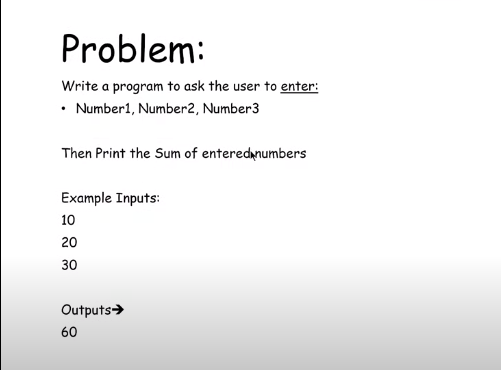 Problem:
Write a program to ask the user to enter:
• Number1, Number2, Number3
Then Print the Sum of entered numbers
Example Inputs:
10
20
30
Outputs→
60